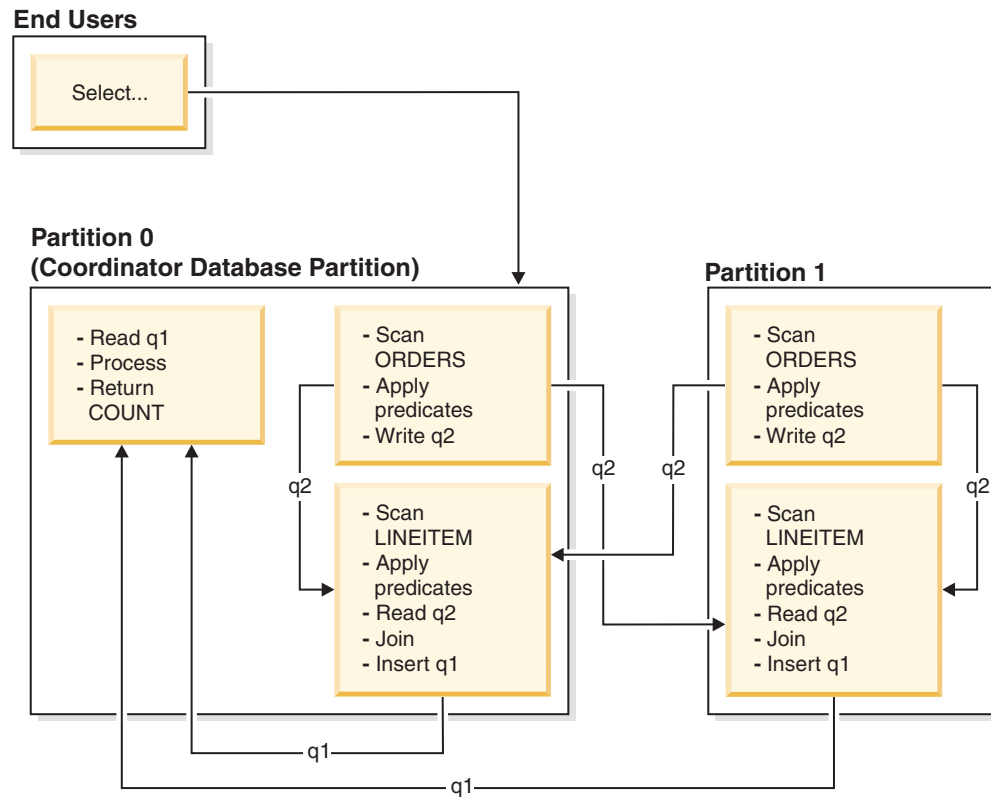 End Users
Select...
Partition 0
(Coordinator Database Partition)
- Read q1
- Process
- Return
COUNT
- Scan
ORDERS
- Apply
predicates
- Write q2
q2
- Scan
LINEITEM
- Apply
predicates
- Read q2
- Join
- Insert q1
q2
q2
Partition 1
- Scan
ORDERS
- Apply
predicates
- Write q2
q2
- Scan
LINEITEM
- Apply
predicates
- Read q2
- Join
- Insert q1
q1
q1